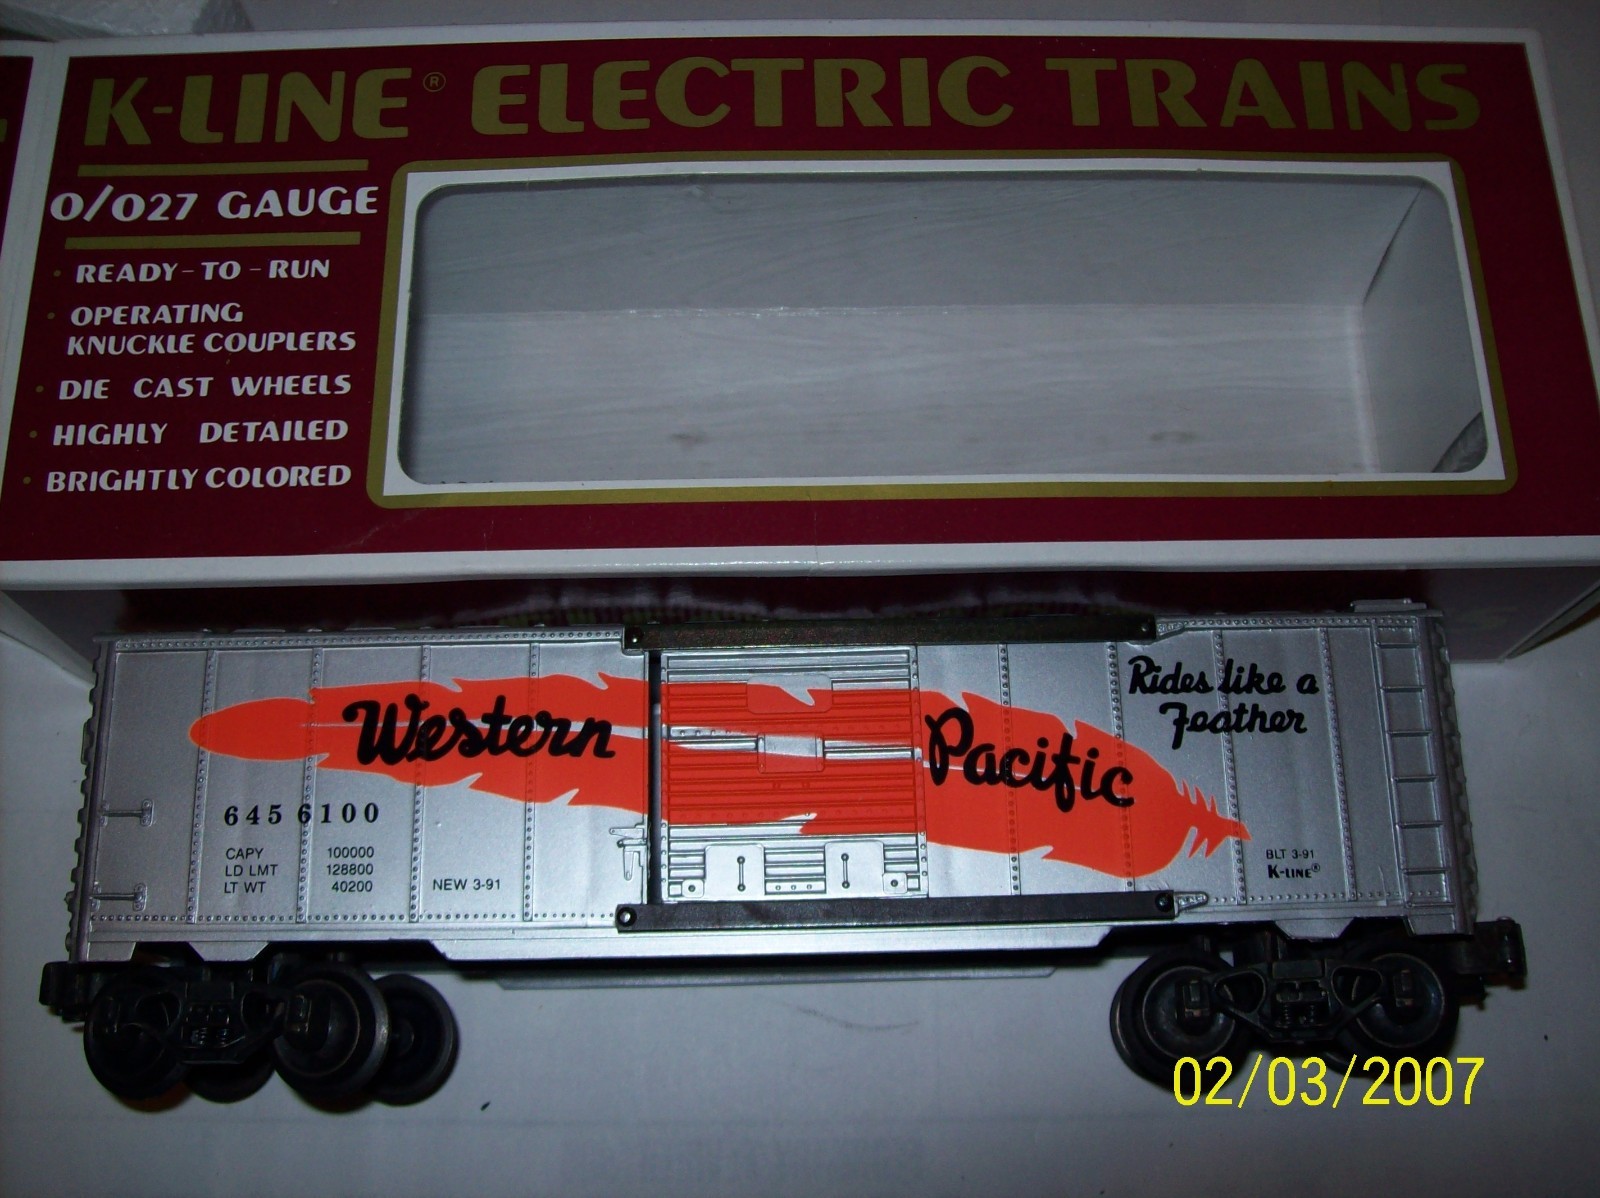 K-LINE® ELECTRIC TRAINS
O/O27 GAUGE
• READY-TO-RUN
• OPERATING
KNUCKLE COUPLERS
• DIE CAST WHEELS
• HIGHLY DETAILED
• BRIGHTLY COLORED
Rides like a
Feather
Western Pacific
645 6100
CAPY 100000
LD LMT 128800
LT WT 40200
NEW 3-91
BLT 3-91
K-LINE®
02/03/2007